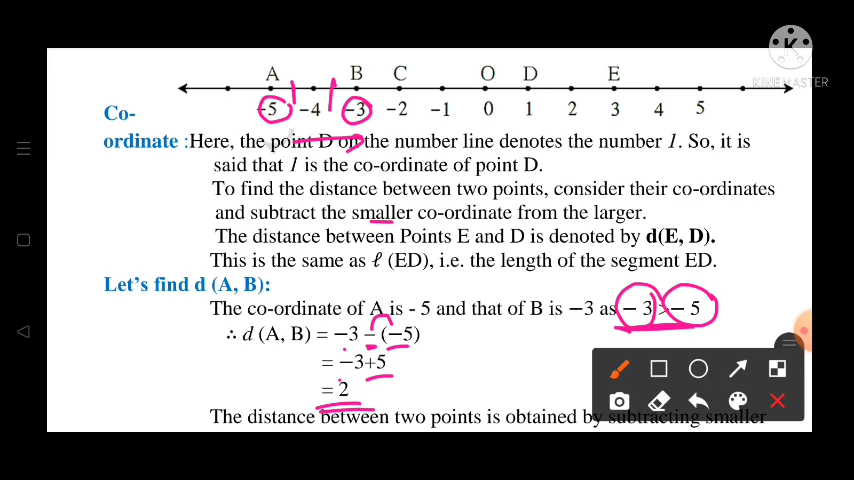 K
KINEMASTER
A B C O D E
-5 -4 -3 -2 -1 0 1 2 3 4 5
Co-
ordinate :Here, the point D on the number line denotes the number 1. So, it is
said that 1 is the co-ordinate of point D.
To find the distance between two points, consider their co-ordinates
and subtract the smaller co-ordinate from the larger.
The distance between Points E and D is denoted by d(E, D).
This is the same as ℓ (ED), i.e. the length of the segment ED.
Let's find d (A, B):
The co-ordinate of A is - 5 and that of B is −3 as − 3 > − 5
∴ d (A, B) = −3 – (−5)
= −3+5
= 2
The distance between two points is obtained by subtracting smaller